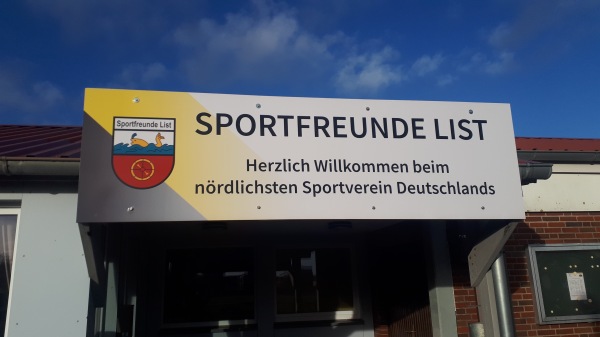 Sportfreunde List
SPORTFREUNDE LIST
Herzlich Willkommen beim
nördlichsten Sportverein Deutschlands